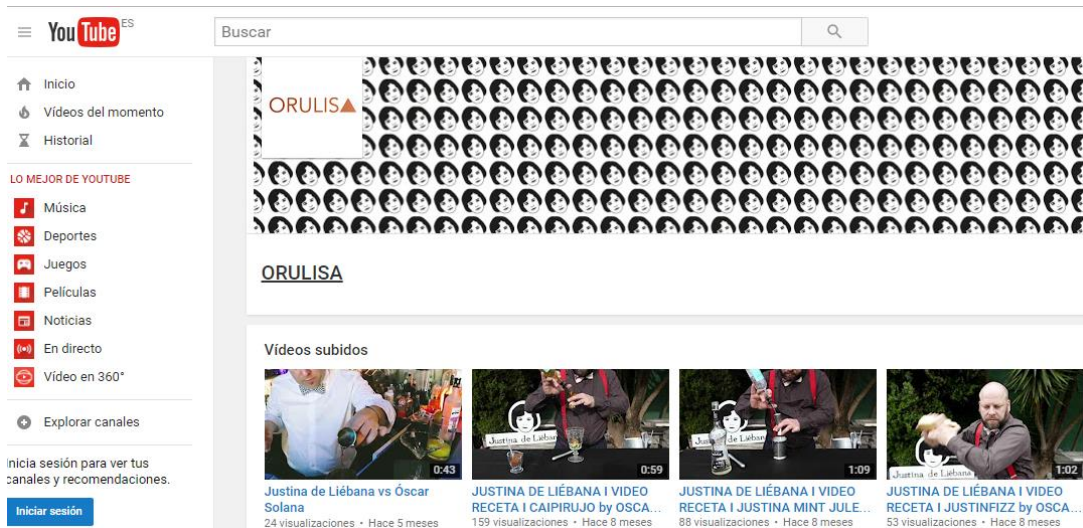 YouTube ES
Buscar
Inicio
Vídeos del momento
Historial
LO MEJOR DE YOUTUBE
Música
Deportes
Juegos
Películas
Noticias
En directo
Vídeo en 360°
Explorar canales
Inicia sesión para ver tus
canales y recomendaciones.
Iniciar sesión
ORULISA
ORULISA
Vídeos subidos
0:43
Justina de Liébana vs Óscar
Solana
24 visualizaciones • Hace 5 meses
Justina de Liébana
0:59
JUSTINA DE LIÉBANA I VIDEO
RECETA I CAIPIRUJO by OSCA...
159 visualizaciones • Hace 8 meses
de Lieban
1:09
JUSTINA DE LIÉBANA I VIDEO
RECETA I JUSTINA MINT JULE...
88 visualizaciones • Hace 8 meses
Justina de Liébana
1:02
JUSTINA DE LIÉBANA I VIDEO
RECETA I JUSTINFIZZ by OSCA...
53 visualizaciones • Hace 8 meses